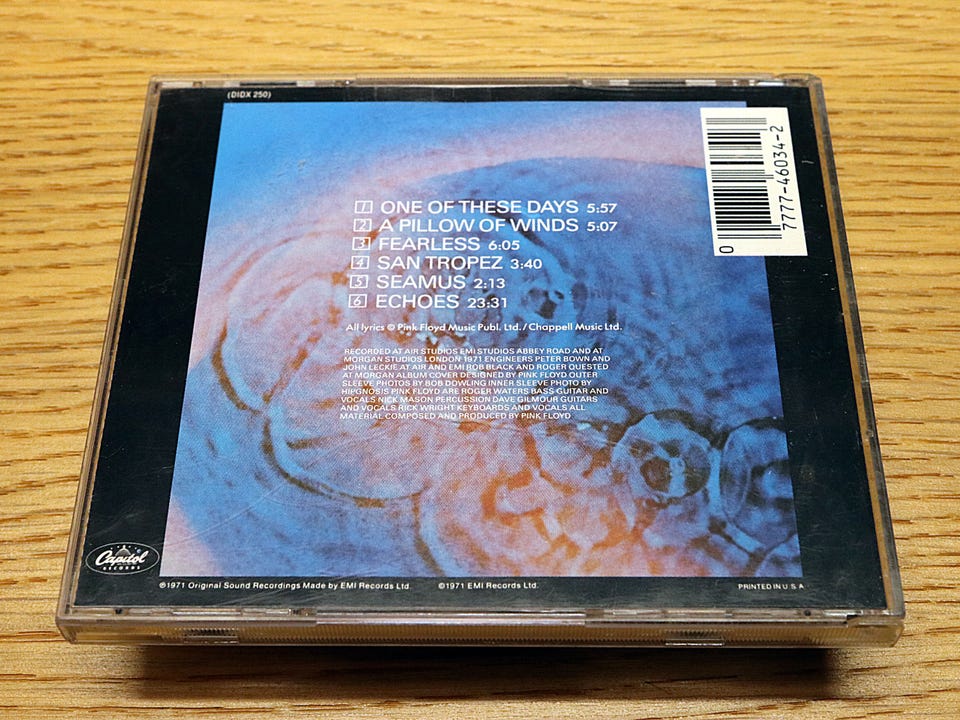 (DIDX 250)
1 ONE OF THESE DAYS 5:57
2 A PILLOW OF WINDS 5:07
3 FEARLESS 6:05
4 SAN TROPEZ 3:40
5 SEAMUS 2:13
6 ECHOES 23:31
All lyrics © Pink Floyd Music Publ. Ltd./Chappell Music Ltd.
RECORDED AT AIR STUDIOS EMI STUDIOS ABBEY ROAD AND AT
MORGAN STUDIOS LONDON 1971 ENGINEERS PETER BOWN AND
JOHN LECKIE AT AIR AND EMI ROB BLACK AND ROGER QUESTED
AT MORGAN ALBUM COVER DESIGNED BY PINK FLOYD OUTER
SLEEVE PHOTOS BY BOB DOWLING INNER SLEEVE PHOTO BY
HIPGNOSIS PINK FLOYD ARE ROGER WATERS BASS GUITAR AND
VOCALS NICK MASON PERCUSSION DAVE GILMOUR GUITARS
AND VOCALS RICK WRIGHT KEYBOARDS AND VOCALS ALL
MATERIAL COMPOSED AND PRODUCED BY PINK FLOYD
0 7777-46034-2
Capitol
RECORDS
℗1971 Original Sound Recordings Made by EMI Records Ltd.
©1971 EMI Records Ltd.
PRINTED IN U.S.A